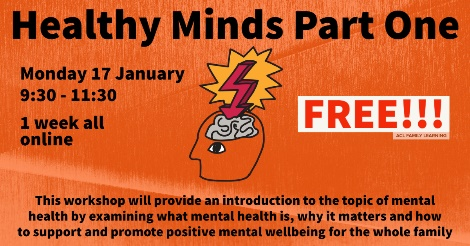 Healthy Minds Part One
Monday 17 January
9:30 - 11:30
1 week all
online
FREE!!!
ACL FAMILY LEARNING
This workshop will provide an introduction to the topic of mental
health by examining what mental health is, why it matters and how
to support and promote positive mental wellbeing for the whole family